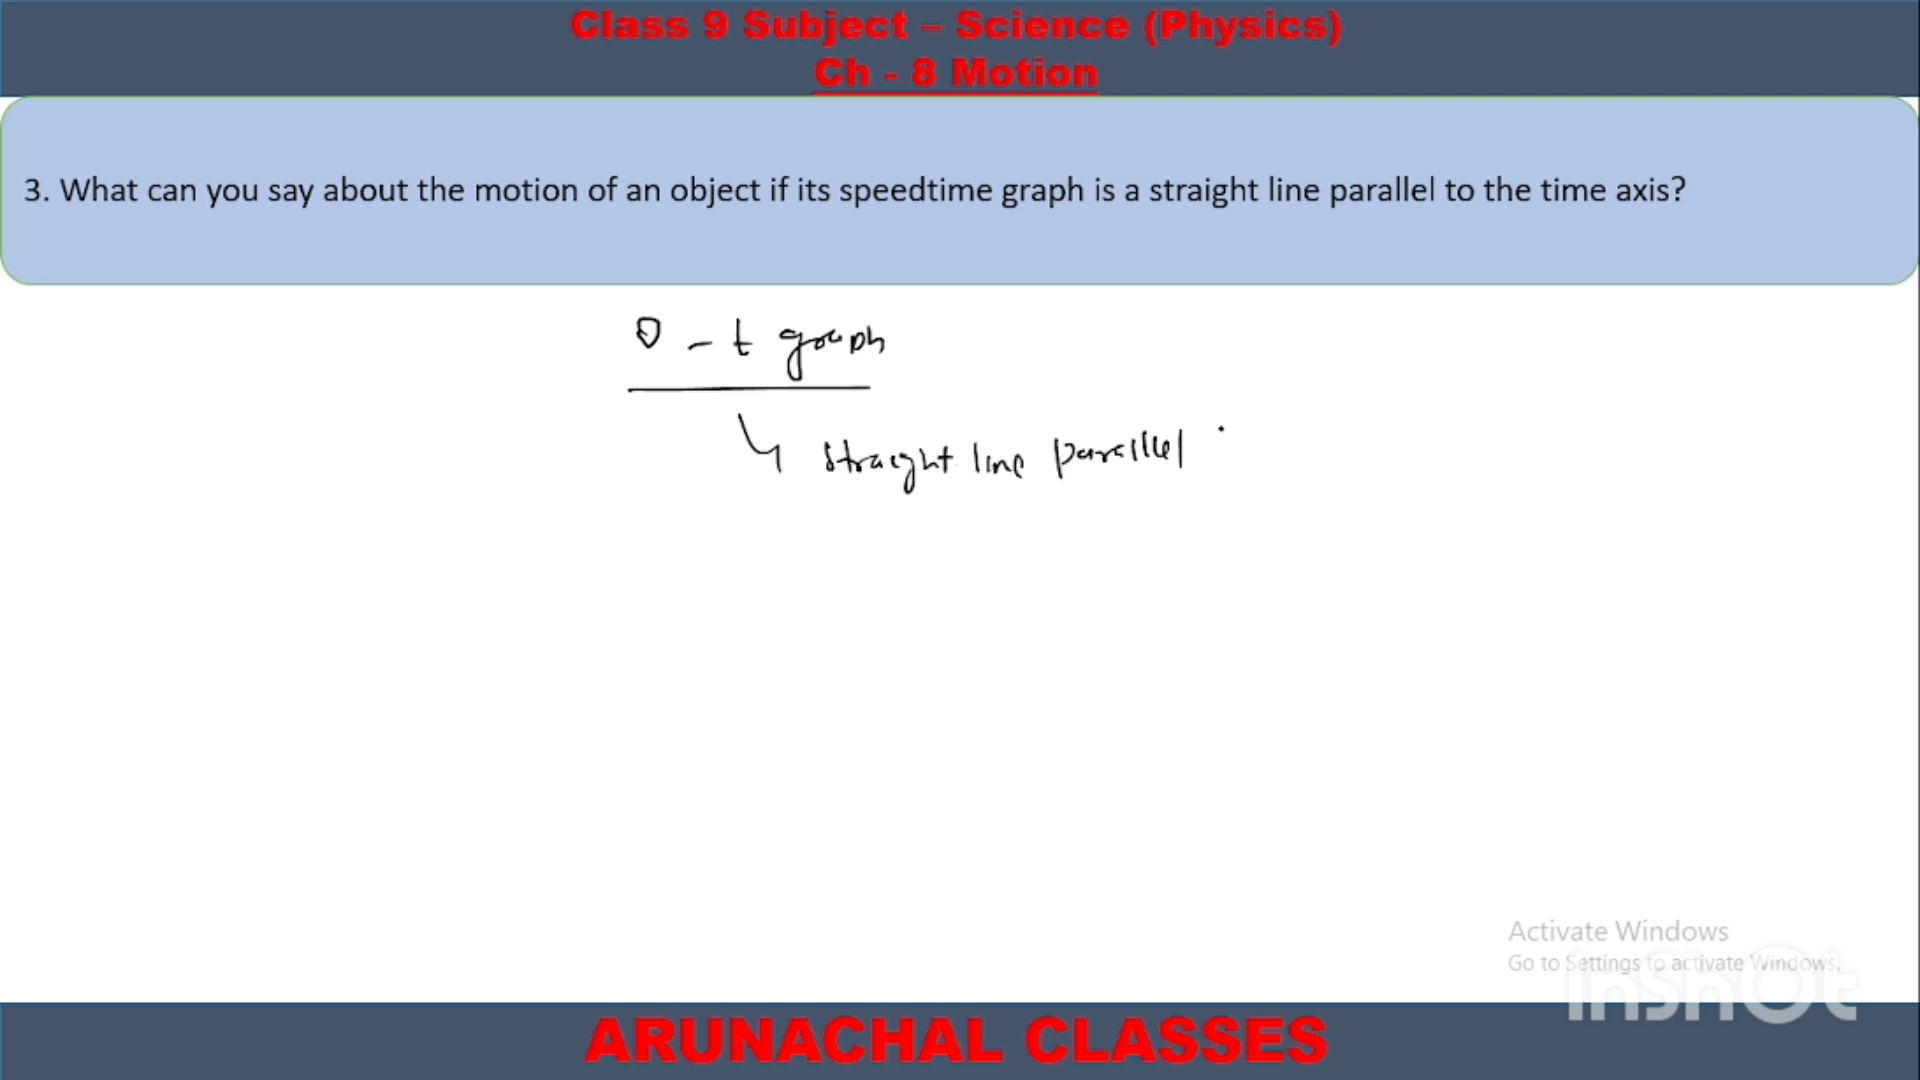 Class 9 Subject – Science (Physics)
Ch - 8 Motion
3. What can you say about the motion of an object if its speedtime graph is a straight line parallel to the time axis?
- t graph
straight line parallel
Activate Windows
Go to Settings to activate Windows.
InShOt
ARUNACHAL CLASSES